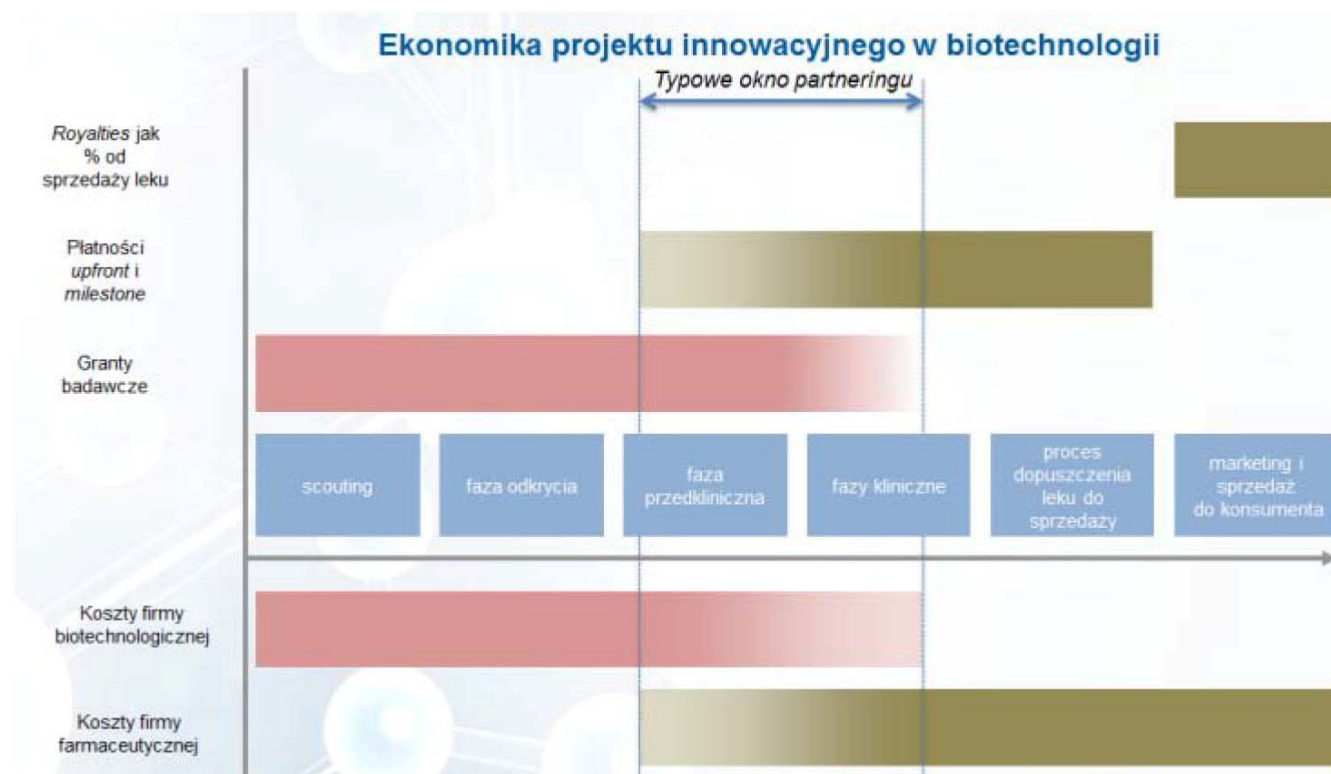 Ekonomika projektu innowacyjnego w biotechnologii
Typowe okno partneringu
Royalties jak
% od
sprzedaży leku
Płatności
upfront i
milestone
Granty
badawcze
scouting
faza odkrycia
faza
przedkliniczna
fazy kliniczne
proces
dopuszczenia
leku do
sprzedaży
marketing i
sprzedaż
do konsumenta
Koszty firmy
biotechnologicznej
Koszty firmy
farmaceutycznej